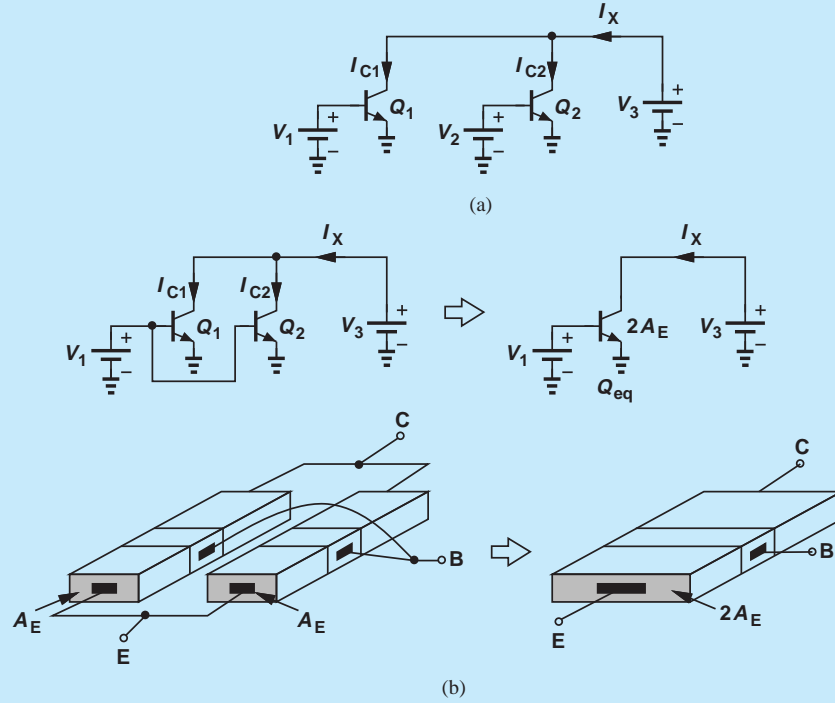 I_X
I_C1 I_C2
+ + +
V_1 Q_1 V_2 Q_2 V_3
− − −
(a)
I_X I_X
I_C1 I_C2
+ + + +
Q_1 Q_2 2A_E
V_1 V_3 V_1 V_3
− − − −
Q_eq
C C
B B
A_E A_E 2A_E
E E
(b)